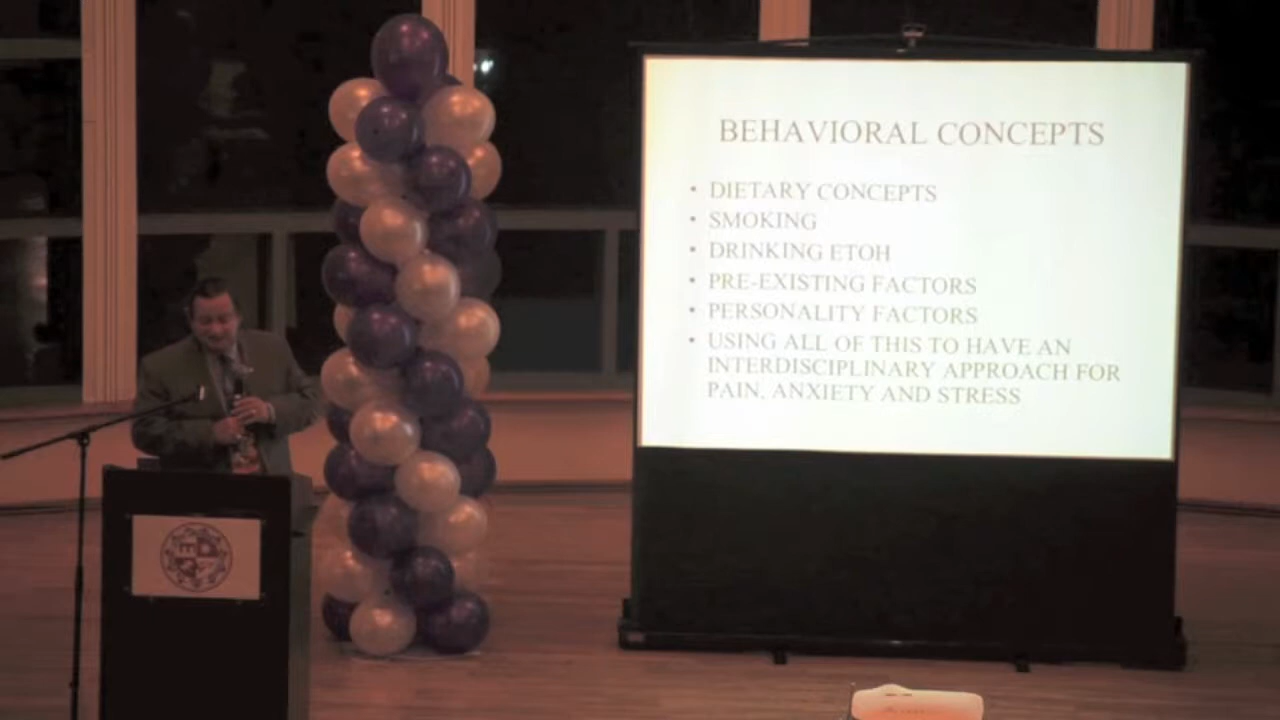 BEHAVIORAL CONCEPTS
• DIETARY CONCEPTS
• SMOKING
• DRINKING ETOH
• PRE-EXISTING FACTORS
• PERSONALITY FACTORS
• USING ALL OF THIS TO HAVE AN
INTERDISCIPLINARY APPROACH FOR
PAIN, ANXIETY AND STRESS